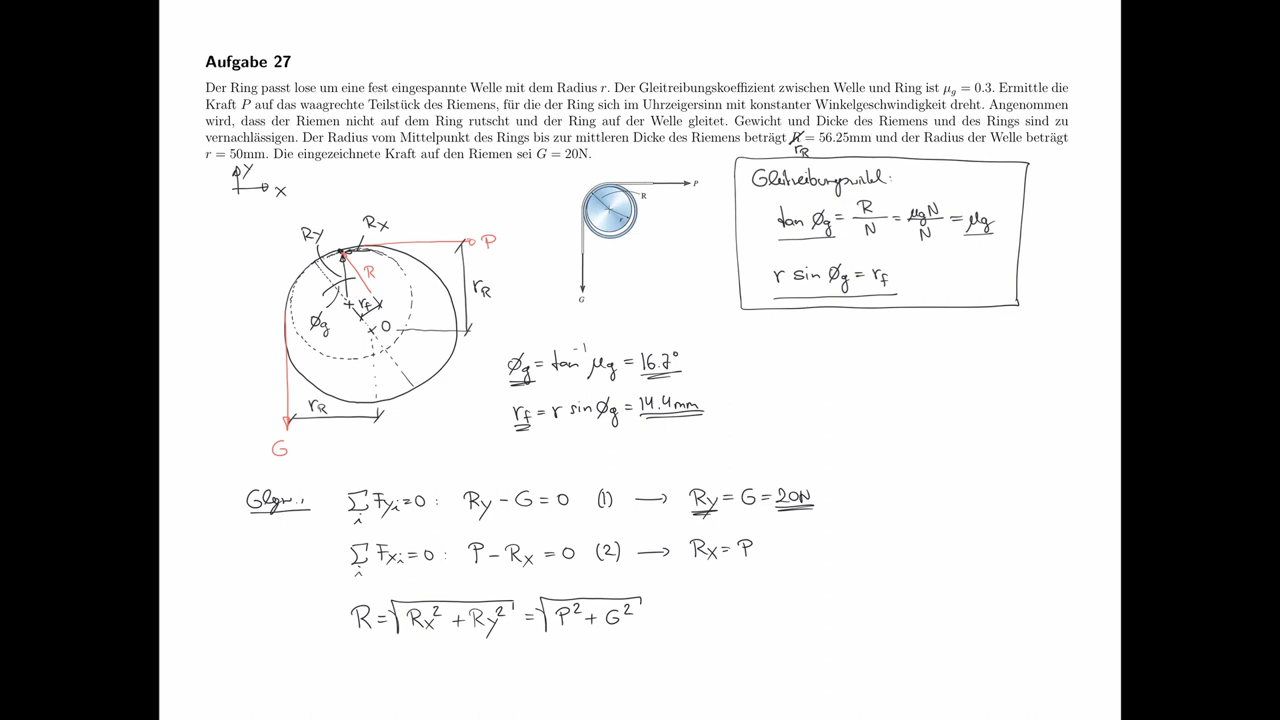 Aufgabe 27
Der Ring passt lose um eine fest eingespannte Welle mit dem Radius r. Der Gleitreibungskoeffizient zwischen Welle und Ring ist μg = 0.3. Ermittle die
Kraft P auf das waagrechte Teilstück des Riemens, für die der Ring sich im Uhrzeigersinn mit konstanter Winkelgeschwindigkeit dreht. Angenommen
wird, dass der Riemen nicht auf dem Ring rutscht und der Ring auf der Welle gleitet. Gewicht und Dicke des Riemens und des Rings sind zu
vernachlässigen. Der Radius vom Mittelpunkt des Rings bis zur mittleren Dicke des Riemens beträgt R = 56.25mm und der Radius der Welle beträgt
rR
r = 50mm. Die eingezeichnete Kraft auf den Riemen sei G = 20N.
Y
X
P
R
r
G
Gleitreibungswinkel:
tan Øg = R/N = μgN/N = μg
r sin Øg = rf
Ry
Rx
P
R
rR
rf
Øg
O
rR
G
Øg = tan⁻¹ μg = 16.7°
rf = r sin Øg = 14.4mm
Glgw.: ∑i Fyi = 0 : Ry - G = 0 (1) → Ry = G = 20N
∑i Fxi = 0 : P - Rx = 0 (2) → Rx = P
R = √(Rx² + Ry²) = √(P² + G²)